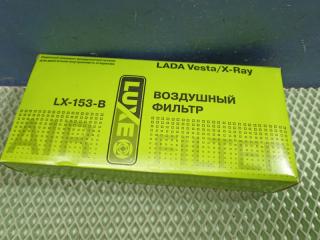 LADA Vesta/X-Ray
LX-153-B
LUXE
ВОЗДУШНЫЙ
ФИЛЬТР
AIR FILTER